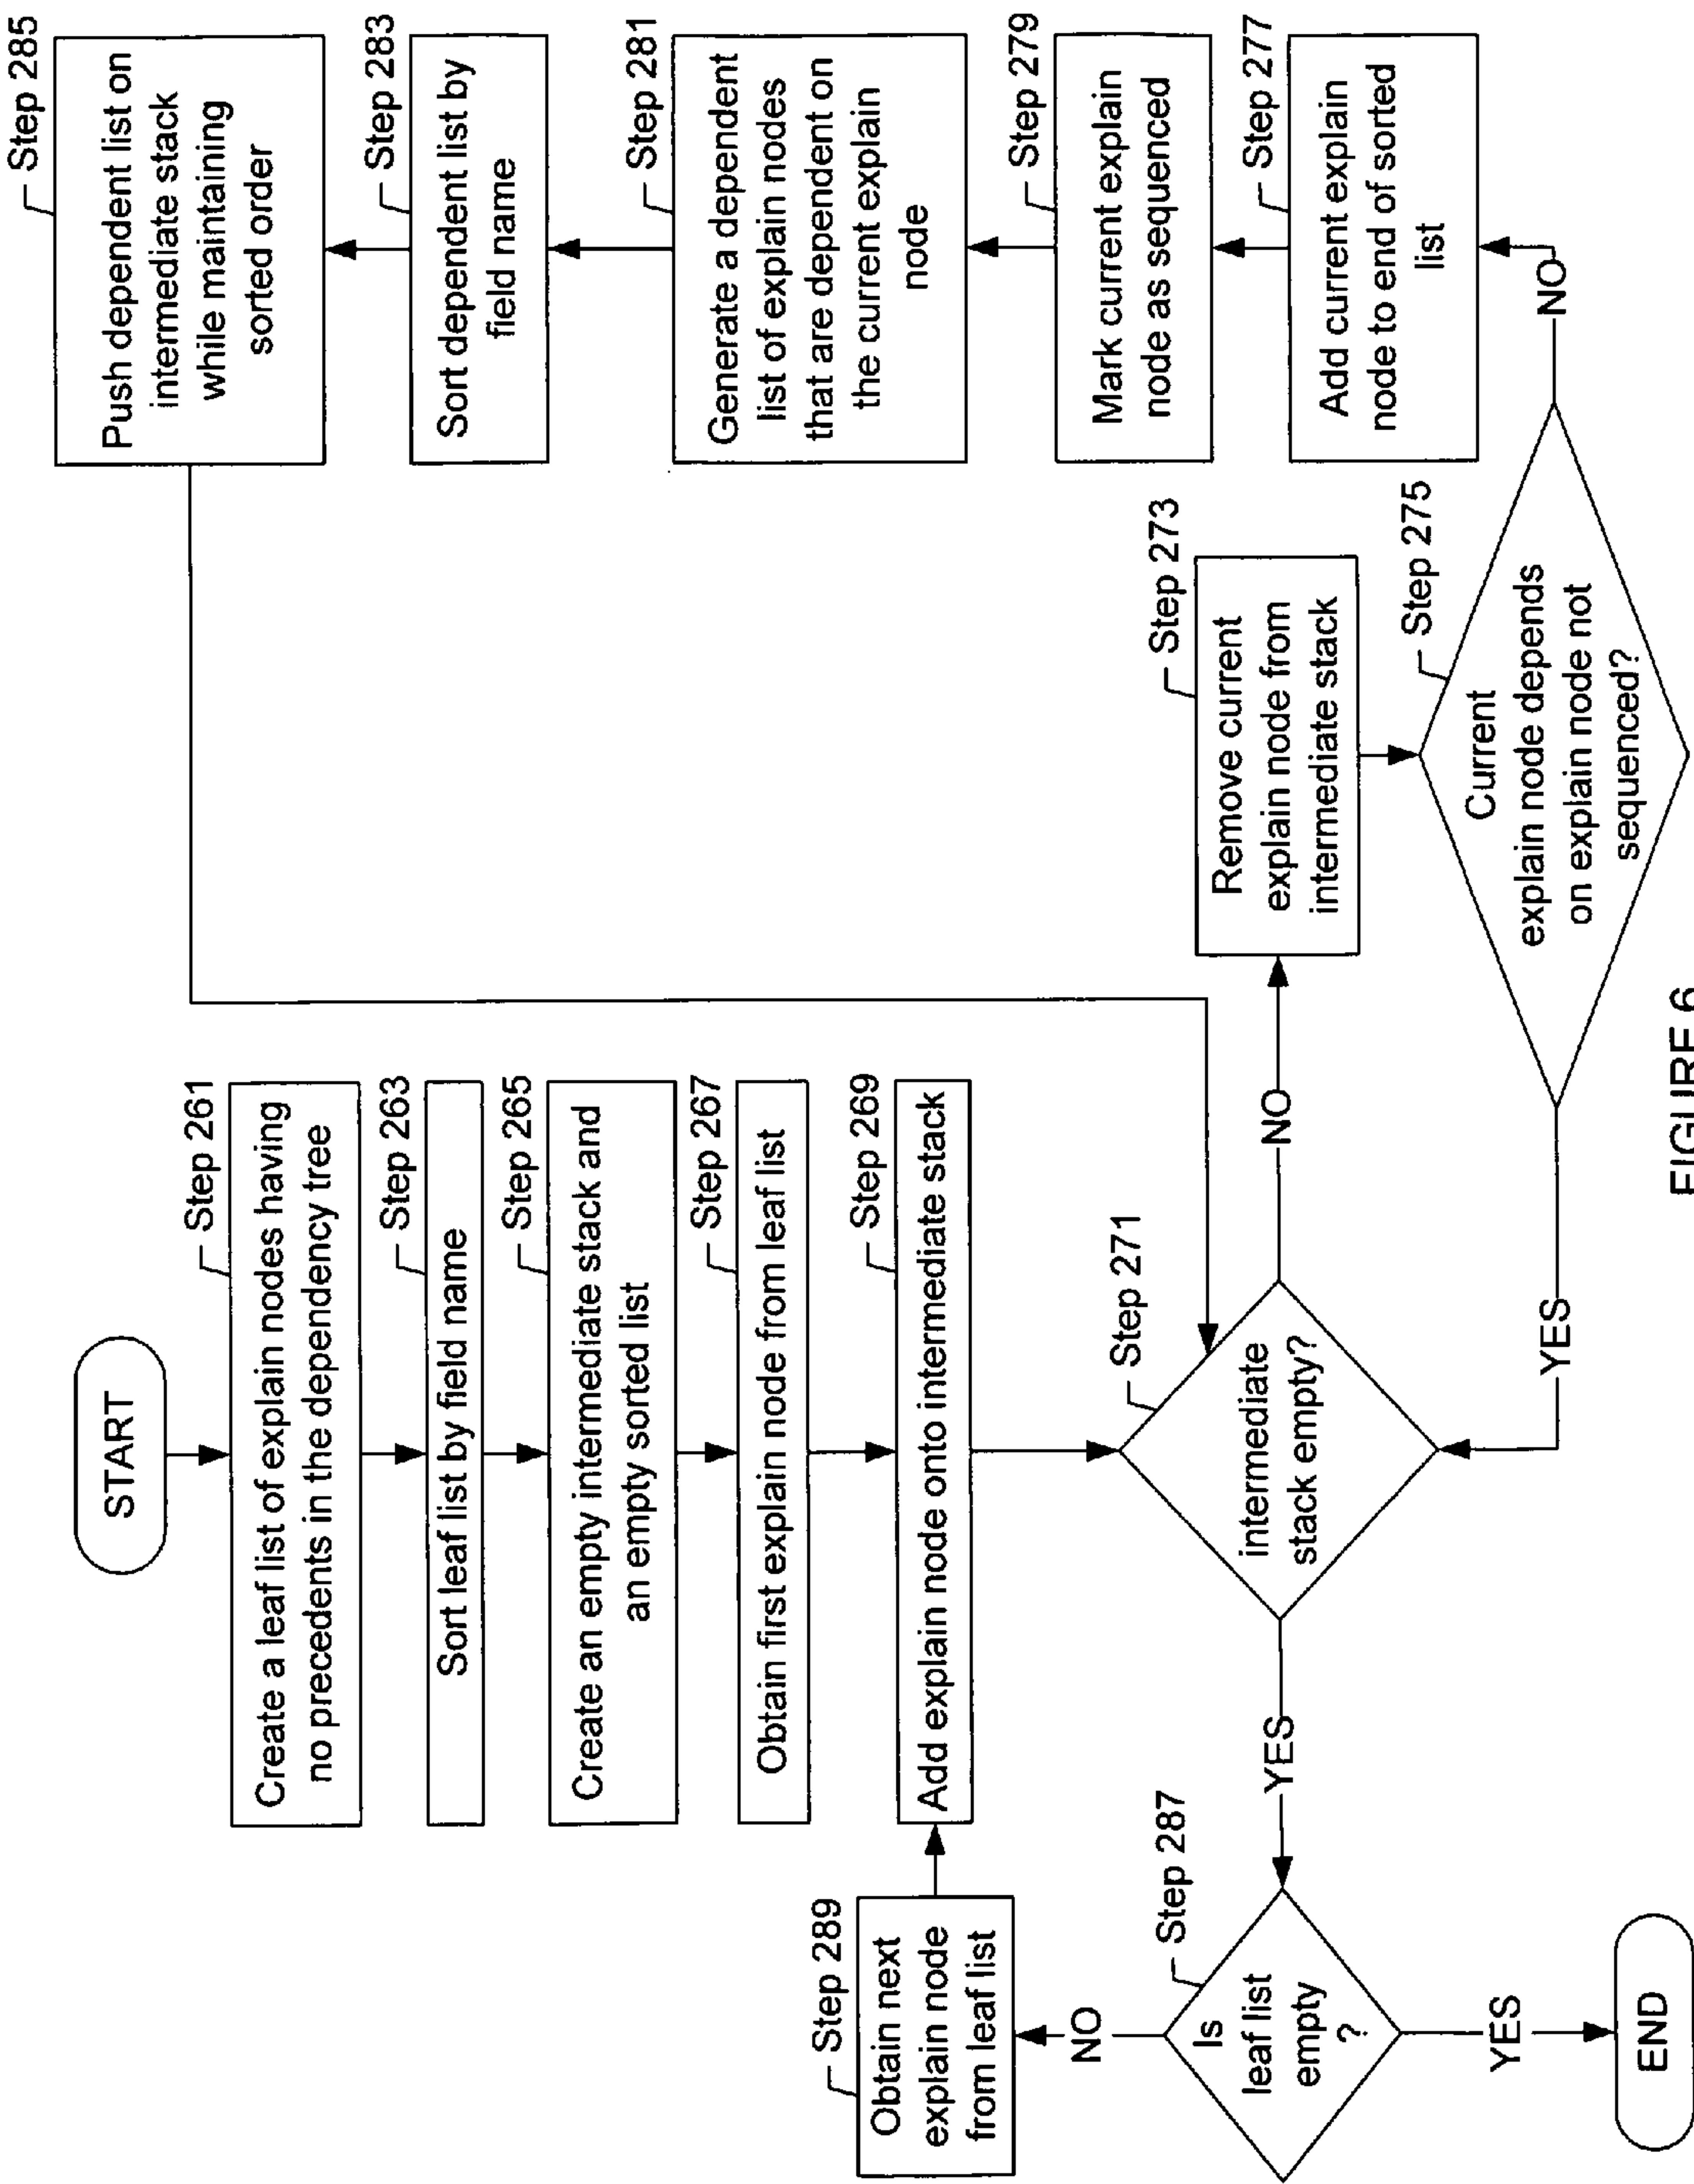 START
Step 261
Create a leaf list of explain nodes having
no precedents in the dependency tree
Step 263
Sort leaf list by field name
Step 265
Create an empty intermediate stack and
an empty sorted list
Step 267
Obtain first explain node from leaf list
Step 269
Add explain node onto intermediate stack
Step 271
intermediate
stack empty?
NO
YES
Step 273
Remove current
explain node from
intermediate stack
Step 275
Current
explain node depends
on explain node not
sequenced?
NO
YES
Step 277
Add current explain
node to end of sorted
list
Step 279
Mark current explain
node as sequenced
Step 281
Generate a dependent
list of explain nodes
that are dependent on
the current explain
node
Step 283
Sort dependent list by
field name
Step 285
Push dependent list on
intermediate stack
while maintaining
sorted order
Step 287
Is
leaf list
empty
?
NO
YES
Step 289
Obtain next
explain node
from leaf list
END
FIGURE 6